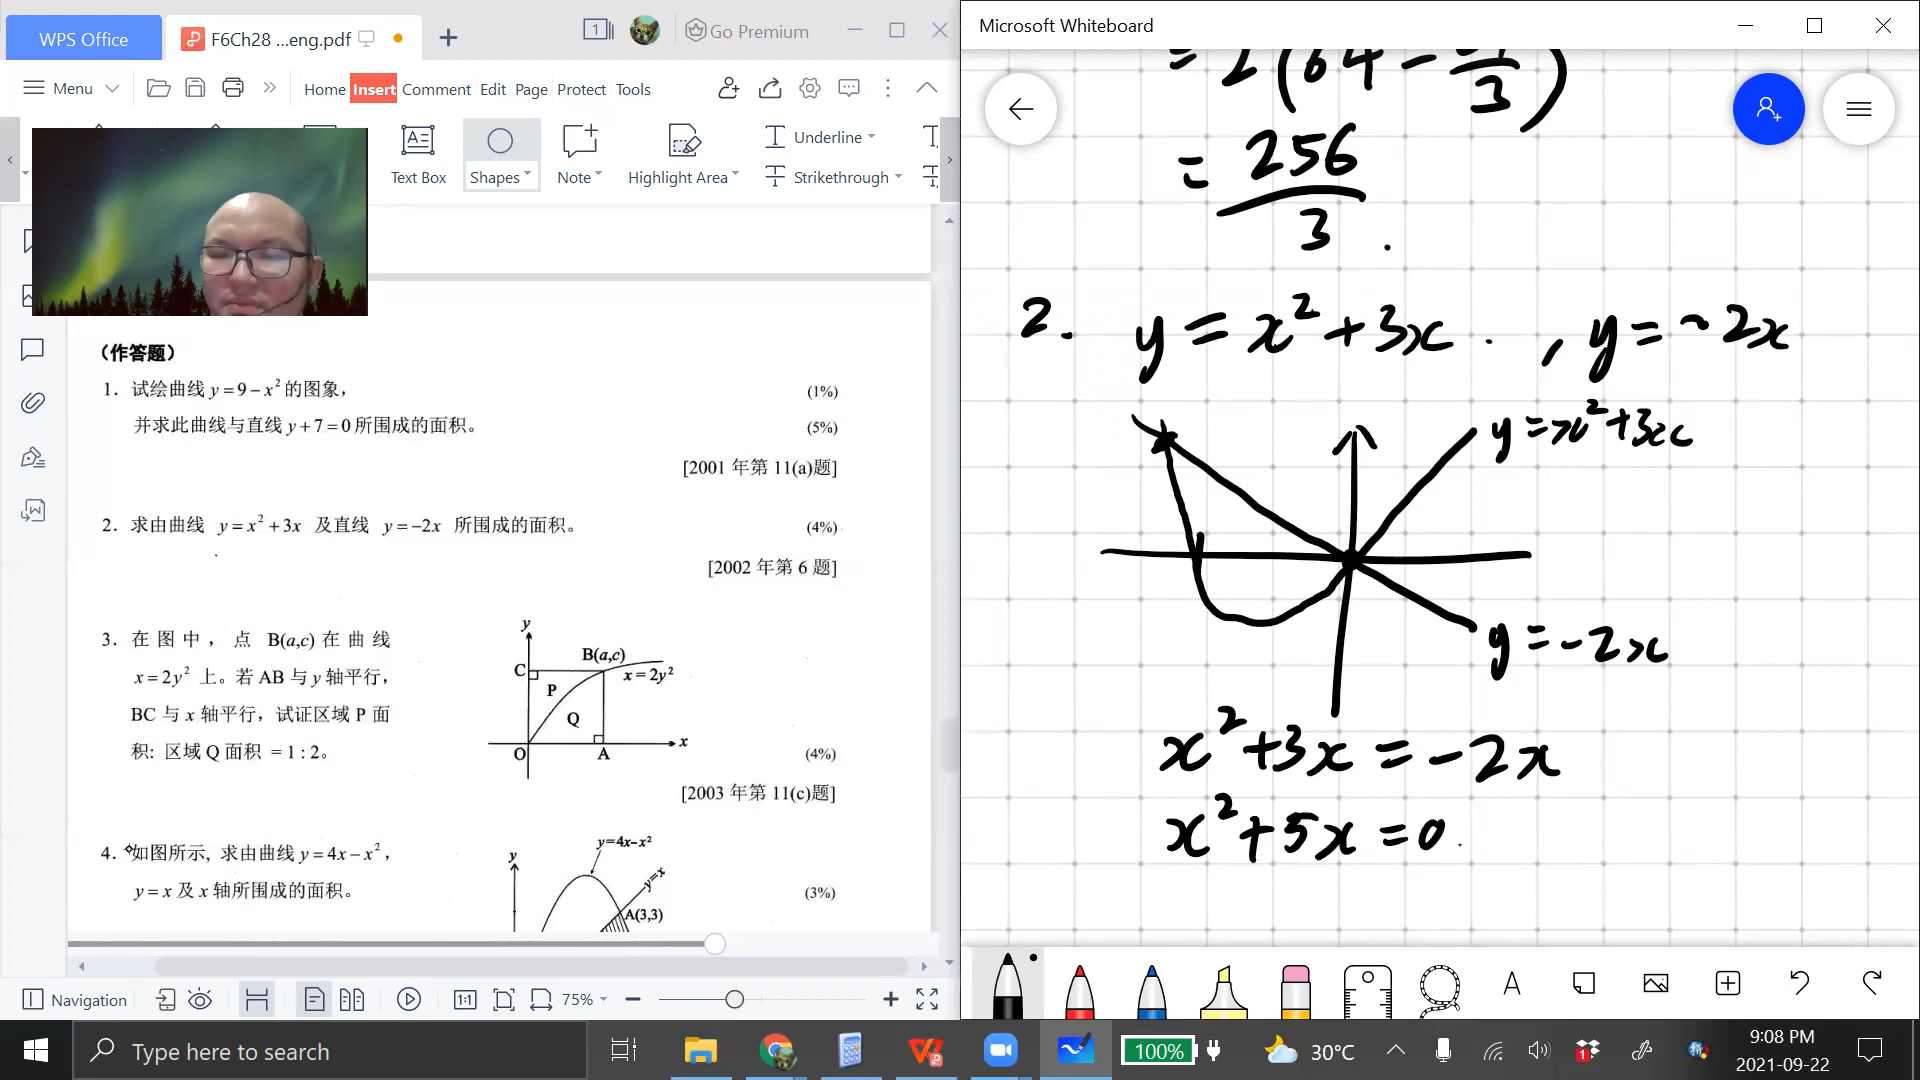 WPS Office
F6Ch28 ...eng.pdf
1
Go Premium
Menu
Home Insert Comment Edit Page Protect Tools
Text Box
Shapes
Note
Highlight Area
Underline
Strikethrough
(作答题)
1. 试绘曲线 y = 9 − x² 的图象， (1%)
并求此曲线与直线 y + 7 = 0 所围成的面积。 (5%)
[2001 年第 11(a)题]
2. 求由曲线 y = x² + 3x 及直线 y = −2x 所围成的面积。 (4%)
[2002 年第 6 题]
3. 在图中，点 B(a,c) 在曲线
x = 2y² 上。若 AB 与 y 轴平行，
BC 与 x 轴平行，试证区域 P 面
积: 区域 Q 面积 = 1 : 2。 (4%)
y
C
B(a,c)
x = 2y²
P
Q
O
A
x
[2003 年第 11(c)题]
4. 如图所示, 求由曲线 y = 4x − x²，
y = x 及 x 轴所围成的面积。 (3%)
y
y=4x−x²
y=x
A(3,3)
Navigation
1:1
75%
Microsoft Whiteboard
= 256/3 .
2. y = x² + 3x . , y = -2x
y = x² + 3x
y = -2x
x² + 3x = -2x
x² + 5x = 0 .
A
Type here to search
100%
30°C
1
9:08 PM
2021-09-22